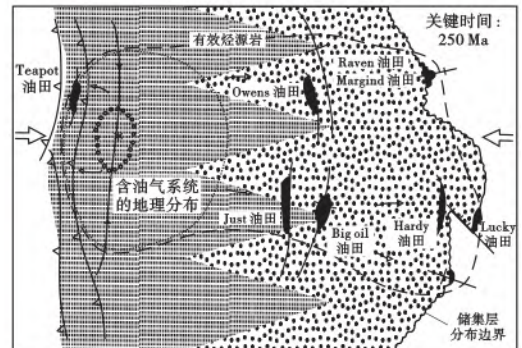 关键时间:
250 Ma
有效烃源岩
Raven 油田
Margind 油田
Teapot
油田
Owens 油田
含油气系统
的地理分布
Just 油田
Big oil
油田
Hardy
油田
Lucky
油田
储集层
分布边界